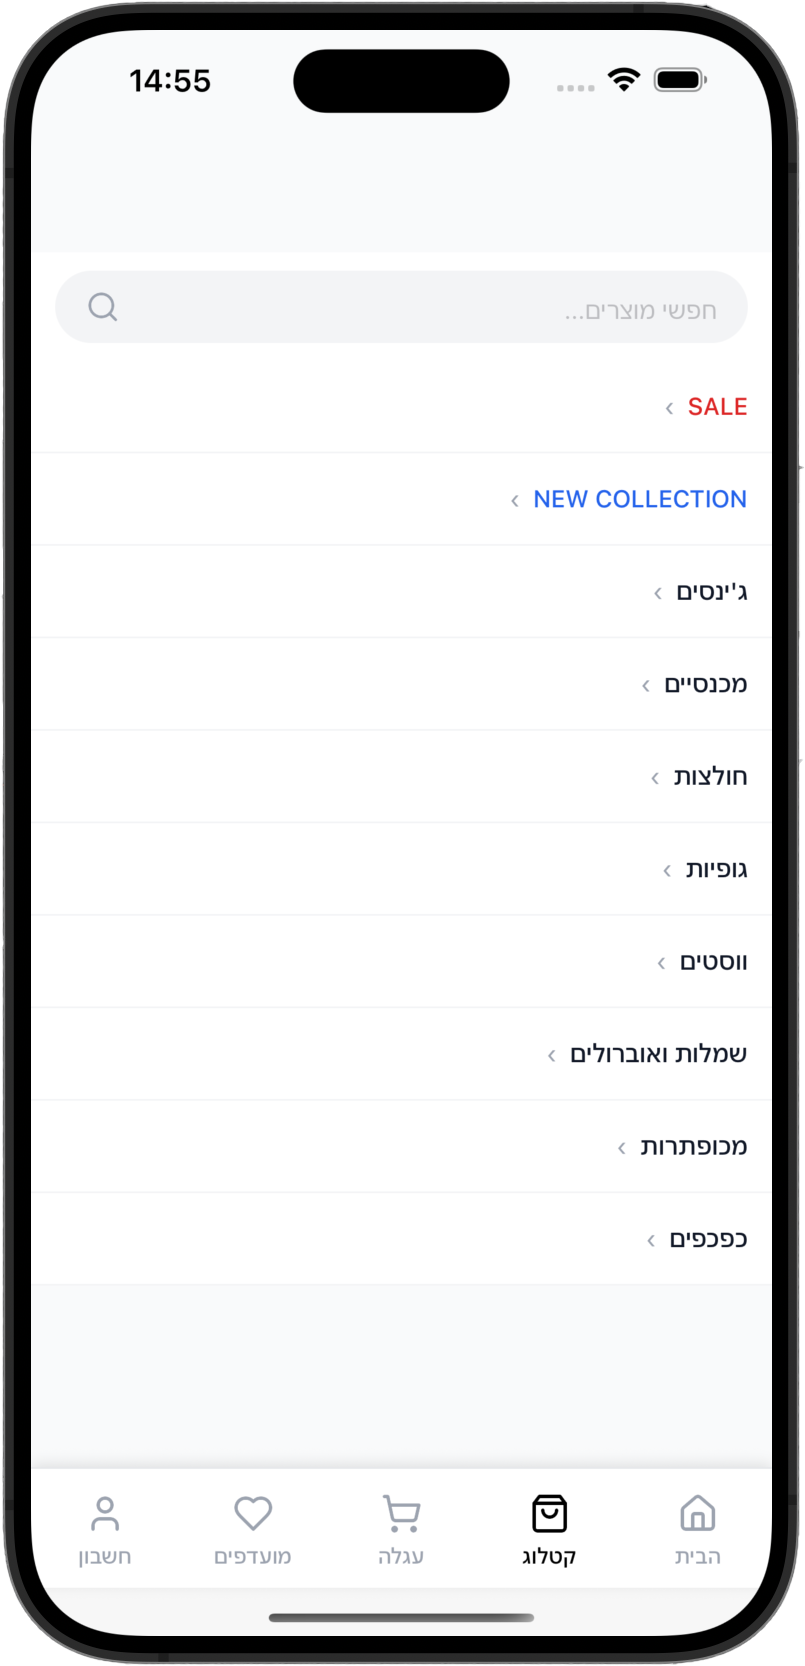 14:55
חפשי מוצרים...
SALE
NEW COLLECTION
ג'ינסים
מכנסיים
חולצות
גופיות
ווסטים
שמלות ואוברולים
מכופתרות
כפכפים
הבית קטלוג עגלה מועדפים חשבון